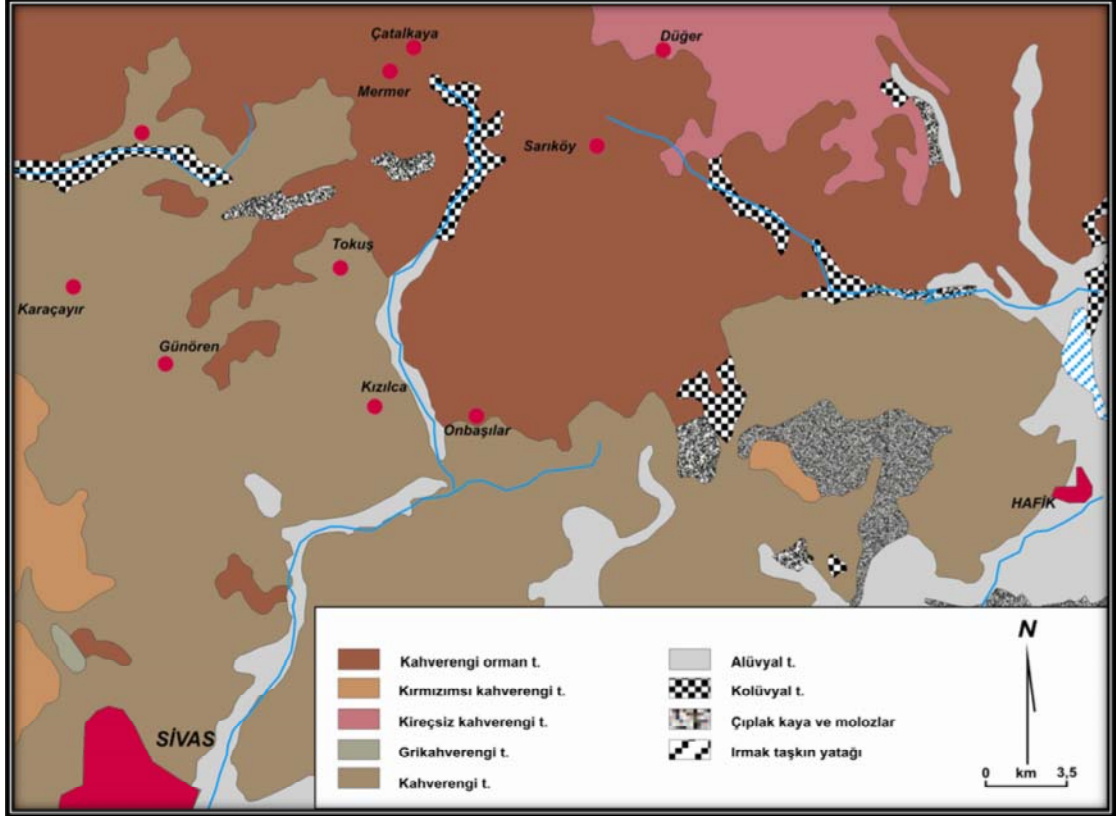 Çatalkaya
Düğer
Mermer
Sarıköy
Tokuş
Karaçayır
Günören
Kızılca
Onbaşılar
HAFİK
SİVAS
Kahverengi orman t.
Kırmızımsı kahverengi t.
Kireçsiz kahverengi t.
Grikahverengi t.
Kahverengi t.
Alüvyal t.
Kolüvyal t.
Çıplak kaya ve molozlar
Irmak taşkın yatağı
N
0 km 3,5